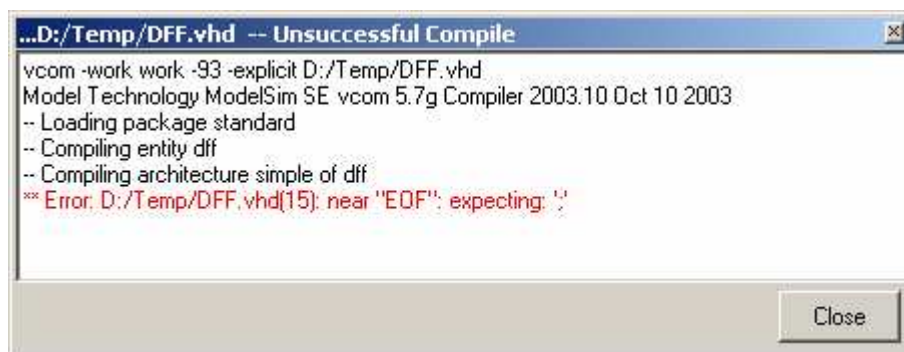 ...D:/Temp/DFF.vhd -- Unsuccessful Compile
vcom -work work -93 -explicit D:/Temp/DFF.vhd
Model Technology ModelSim SE vcom 5.7g Compiler 2003.10 Oct 10 2003
-- Loading package standard
-- Compiling entity dff
-- Compiling architecture simple of dff
** Error: D:/Temp/DFF.vhd(15): near "EOF": expecting: ';'
Close